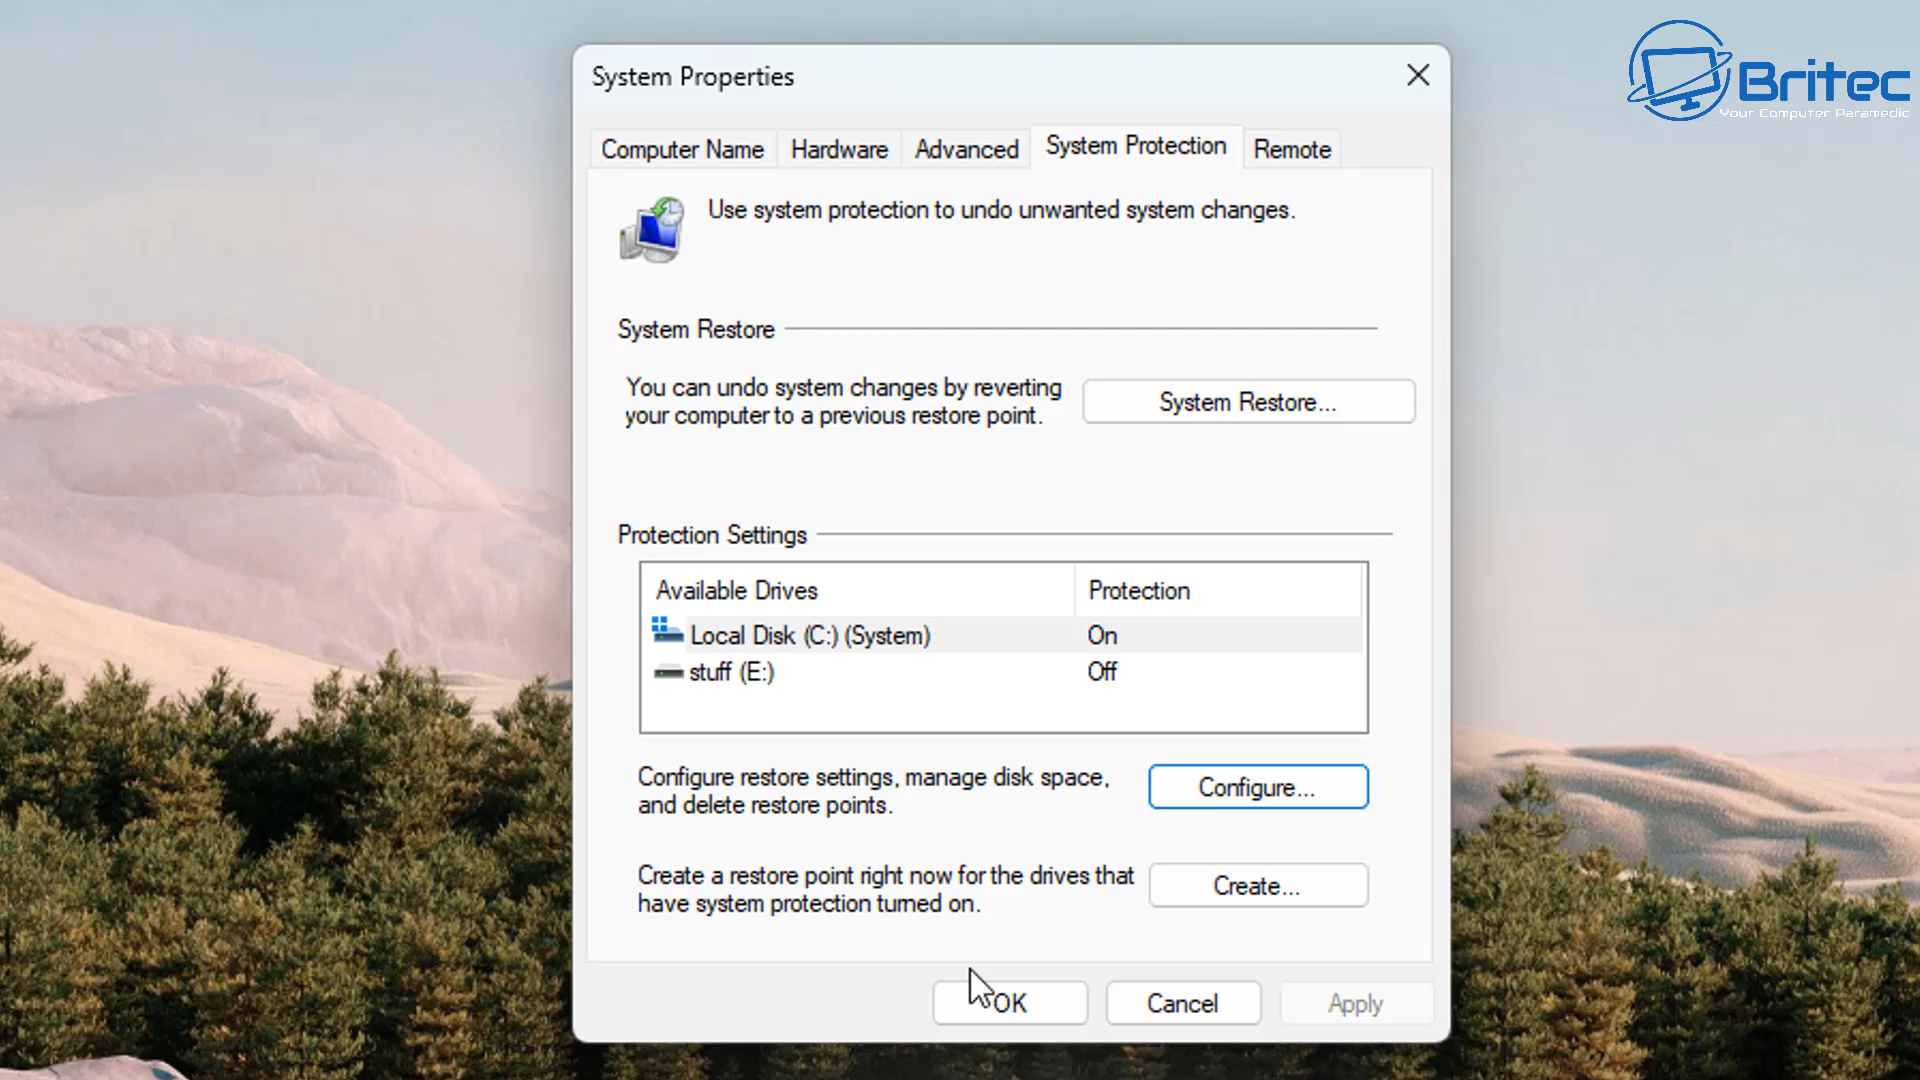 System Properties
Britec
Your Computer Paramedic
Computer Name Hardware Advanced System Protection Remote
Use system protection to undo unwanted system changes.
System Restore
You can undo system changes by reverting
your computer to a previous restore point.
System Restore...
Protection Settings
Available Drives Protection
Local Disk (C:) (System) On
stuff (E:) Off
Configure restore settings, manage disk space,
and delete restore points.
Configure...
Create a restore point right now for the drives that
have system protection turned on.
Create...
OK Cancel Apply